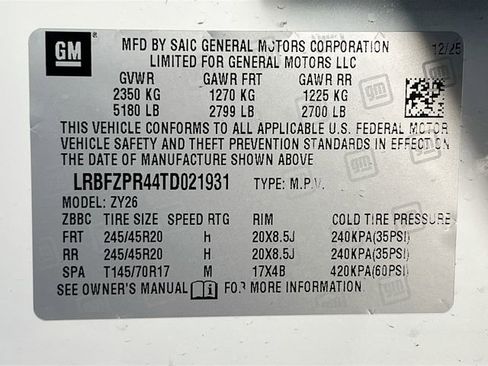 GM
MFD BY SAIC GENERAL MOTORS CORPORATION
LIMITED FOR GENERAL MOTORS LLC
12/25
GVWR GAWR FRT GAWR RR
2350 KG 1270 KG 1225 KG
5180 LB 2799 LB 2700 LB
THIS VEHICLE CONFORMS TO ALL APPLICABLE U.S. FEDERAL MOTOR
VEHICLE SAFETY AND THEFT PREVENTION STANDARDS IN EFFECT ON
THE DATE OF MANUFACTURE SHOWN ABOVE
LRBFZPR44TD021931 TYPE: M.P.V.
MODEL: ZY26
ZBBC TIRE SIZE SPEED RTG RIM COLD TIRE PRESSURE
FRT 245/45R20 H 20X8.5J 240KPA(35PSI)
RR 245/45R20 H 20X8.5J 240KPA(35PSI)
SPA T145/70R17 M 17X4B 420KPA(60PSI)
SEE OWNER'S MANUAL FOR MORE INFORMATION